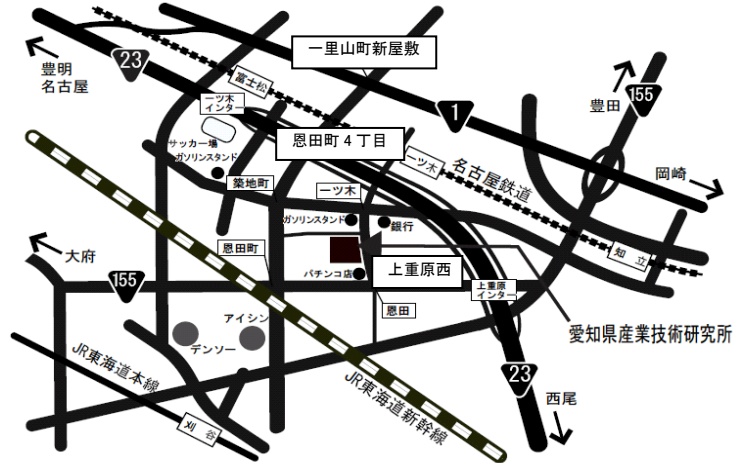 一里山町新屋敷
23
豊明
名古屋
富士松
155
豊田
1
一ツ木
インター
サッカー場
ガソリンスタンド
恩田町4丁目
一ツ木
名古屋鉄道
岡崎
築地町
一ツ木
ガソリンスタンド
銀行
恩田町
大府
知立
上重原西
パチンコ店
155
上重原
インター
恩田
アイシン
デンソー
愛知県産業技術研究所
JR東海道本線
JR東海道新幹線
23
西尾
刈谷